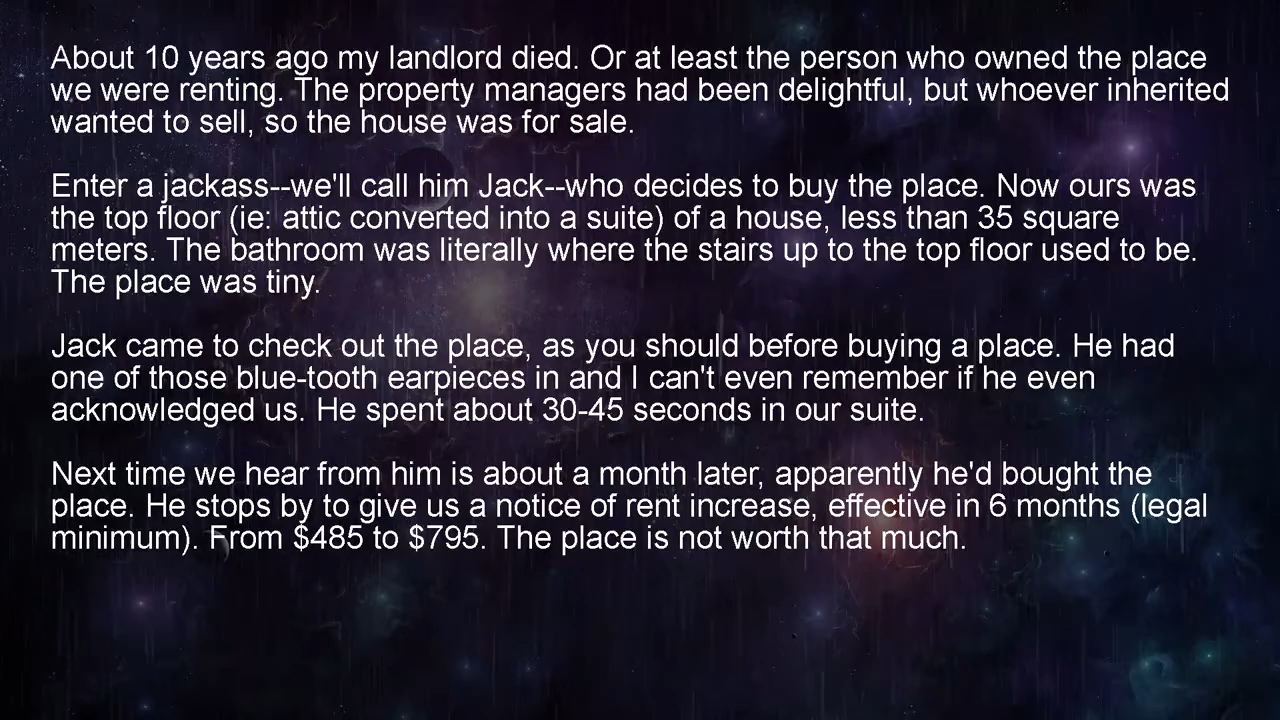 About 10 years ago my landlord died. Or at least the person who owned the place
we were renting. The property managers had been delightful, but whoever inherited
wanted to sell, so the house was for sale.
Enter a jackass--we'll call him Jack--who decides to buy the place. Now ours was
the top floor (ie: attic converted into a suite) of a house, less than 35 square
meters. The bathroom was literally where the stairs up to the top floor used to be.
The place was tiny.
Jack came to check out the place, as you should before buying a place. He had
one of those blue-tooth earpieces in and I can't even remember if he even
acknowledged us. He spent about 30-45 seconds in our suite.
Next time we hear from him is about a month later, apparently he'd bought the
place. He stops by to give us a notice of rent increase, effective in 6 months (legal
minimum). From $485 to $795. The place is not worth that much.